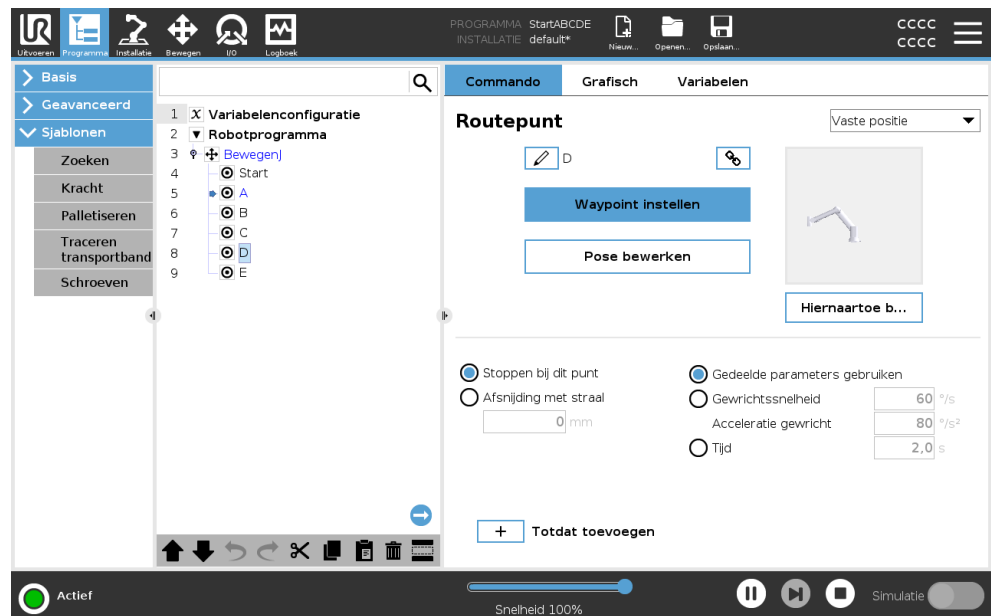 UR
PROGRAMMA StartABCDE
INSTALLATIE default*
CCCC
CCCC
Uitvoeren Programma Installatie Bewegen I/O Logboek Nieuw... Openen... Opslaan...
Basis
Geavanceerd
Sjablonen
Zoeken
Kracht
Palletiseren
Traceren
transportband
Schroeven
1 X Variabelenconfiguratie
2 Robotprogramma
3 BewegenJ
4 Start
5 A
6 B
7 C
8 D
9 E
Commando Grafisch Variabelen
Routepunt
Vaste positie
D
Waypoint instellen
Pose bewerken
Hiernaartoe b...
Stoppen bij dit punt
Afsnijding met straal
0 mm
Gedeelde parameters gebruiken
Gewrichtssnelheid 60 °/s
Acceleratie gewricht 80 °/s²
Tijd 2,0 s
+ Totdat toevoegen
Actief
Snelheid 100%
Simulatie